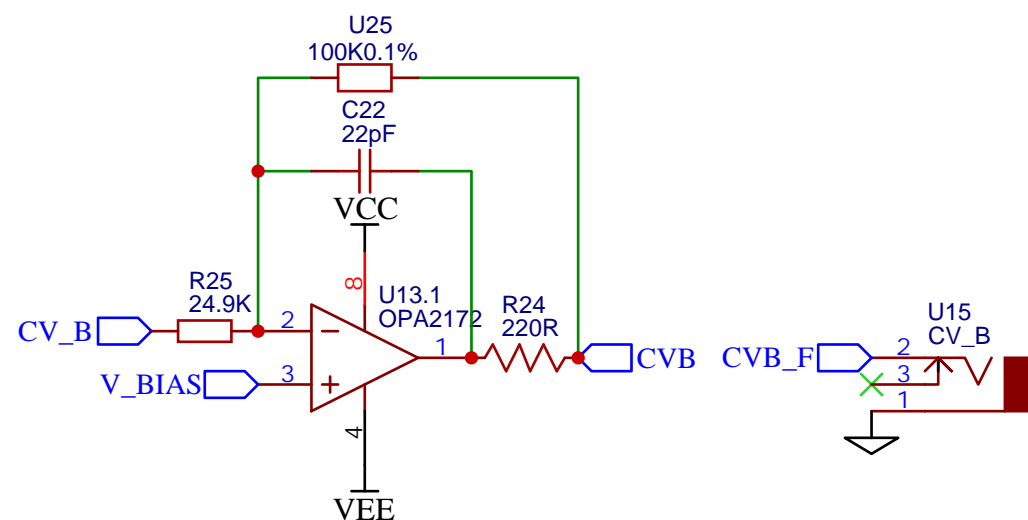 U25
100K0.1%
C22
22pF
VCC
8
R25
24.9K
U13.1
OPA2172
R24
220R
U15
CV_B
CV_B
2
1
CVB
CVB_F
2
V_BIAS
3
3
1
4
VEE